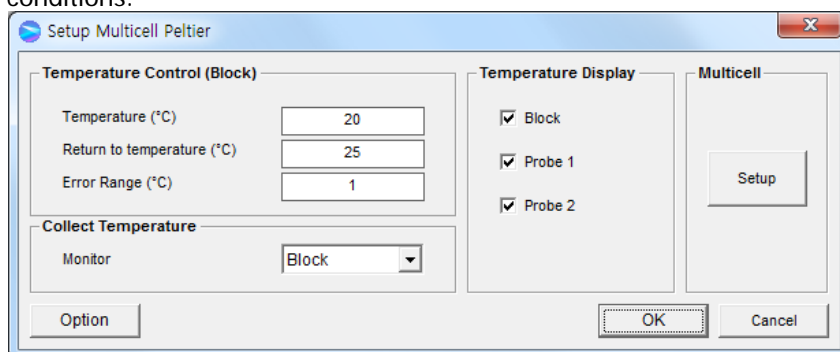 conditions.
Setup Multicell Peltier
Temperature Control (Block)
Temperature (°C)
20
Return to temperature (°C)
25
Error Range (°C)
1
Collect Temperature
Monitor
Block
Temperature Display
Block
Probe 1
Probe 2
Multicell
Setup
Option
OK
Cancel